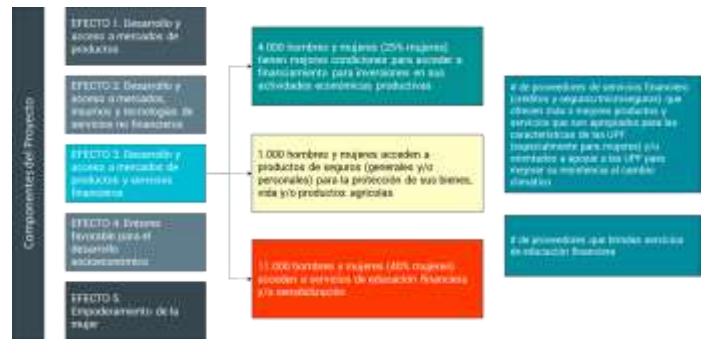 Componentes del Proyecto
EFECTO 1. Desarrollo y
acceso a mercados de
productos
EFECTO 2. Desarrollo y
acceso a mercados,
insumos y tecnologías de
servicios no financieros
EFECTO 3. Desarrollo y
acceso a mercados de
productos y servicios
financieros
EFECTO 4. Entorno
favorable para el
desarrollo
socioeconómico
EFECTO 5.
Empoderamiento de la
mujer
4.000 hombres y mujeres (25% mujeres)
tienen mejores condiciones para acceder a
financiamiento para inversiones en sus
actividades económicas productivas
1.000 hombres y mujeres acceden a
productos de seguros (generales y/o
personales) para la protección de sus bienes,
vida y/o productos agrícolas
11.000 hombres y mujeres (40% mujeres)
acceden a servicios de educación financiera
y/o sensibilización
# de proveedores de servicios financieros
(créditos y seguros/microseguros) que
ofrecen más o mejores productos y
servicios que son apropiados para las
características de las UPF
(especialmente para mujeres) y/o
orientados a apoyar a las UPF para
mejorar su resiliencia al cambio
climático
# de proveedores que brindan servicios
de educación financiera